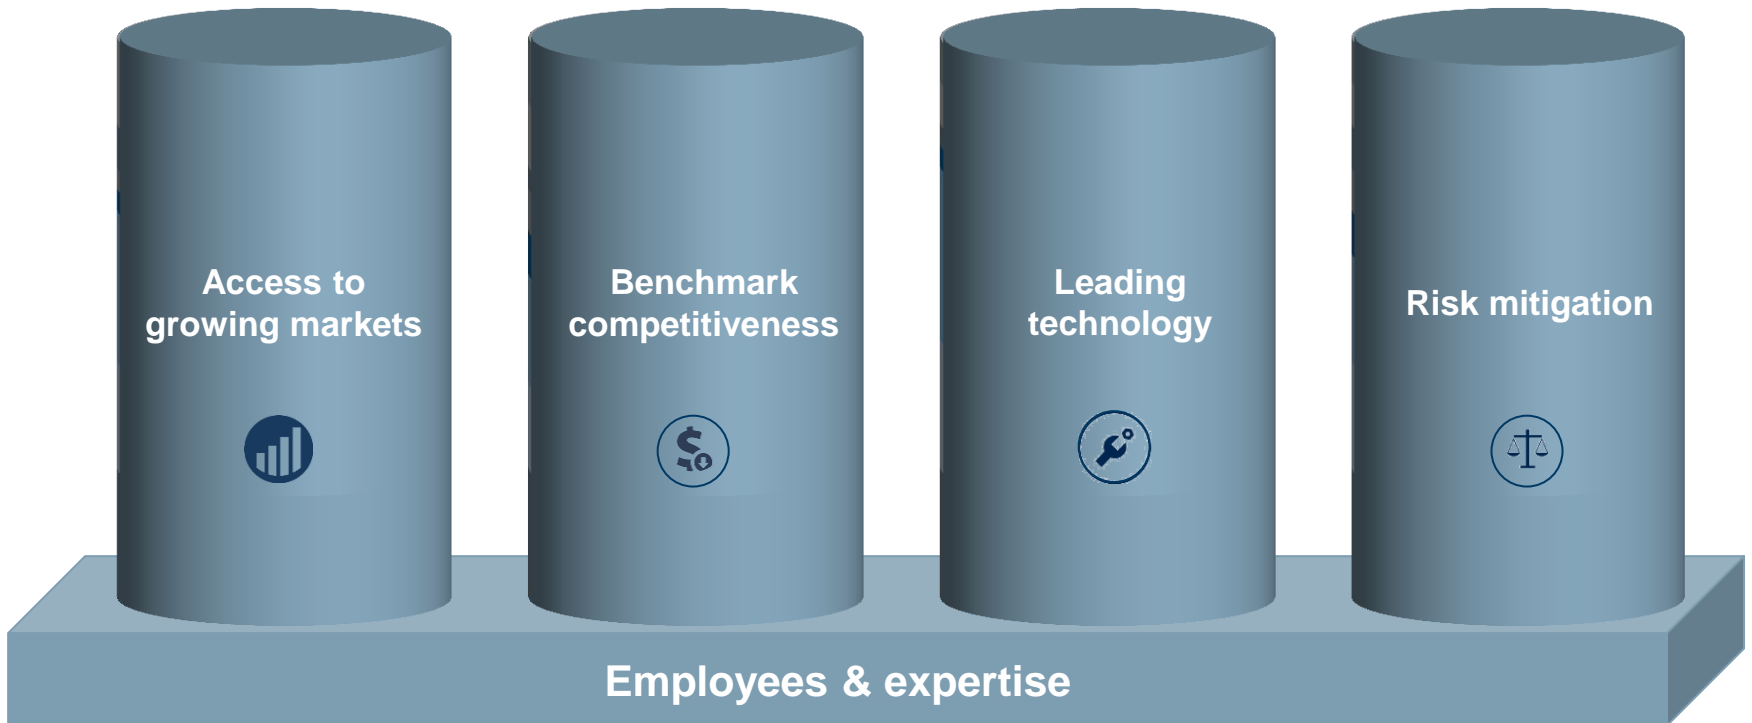 Access to
growing markets
Benchmark
competitiveness
Leading
technology
Risk mitigation
Employees & expertise